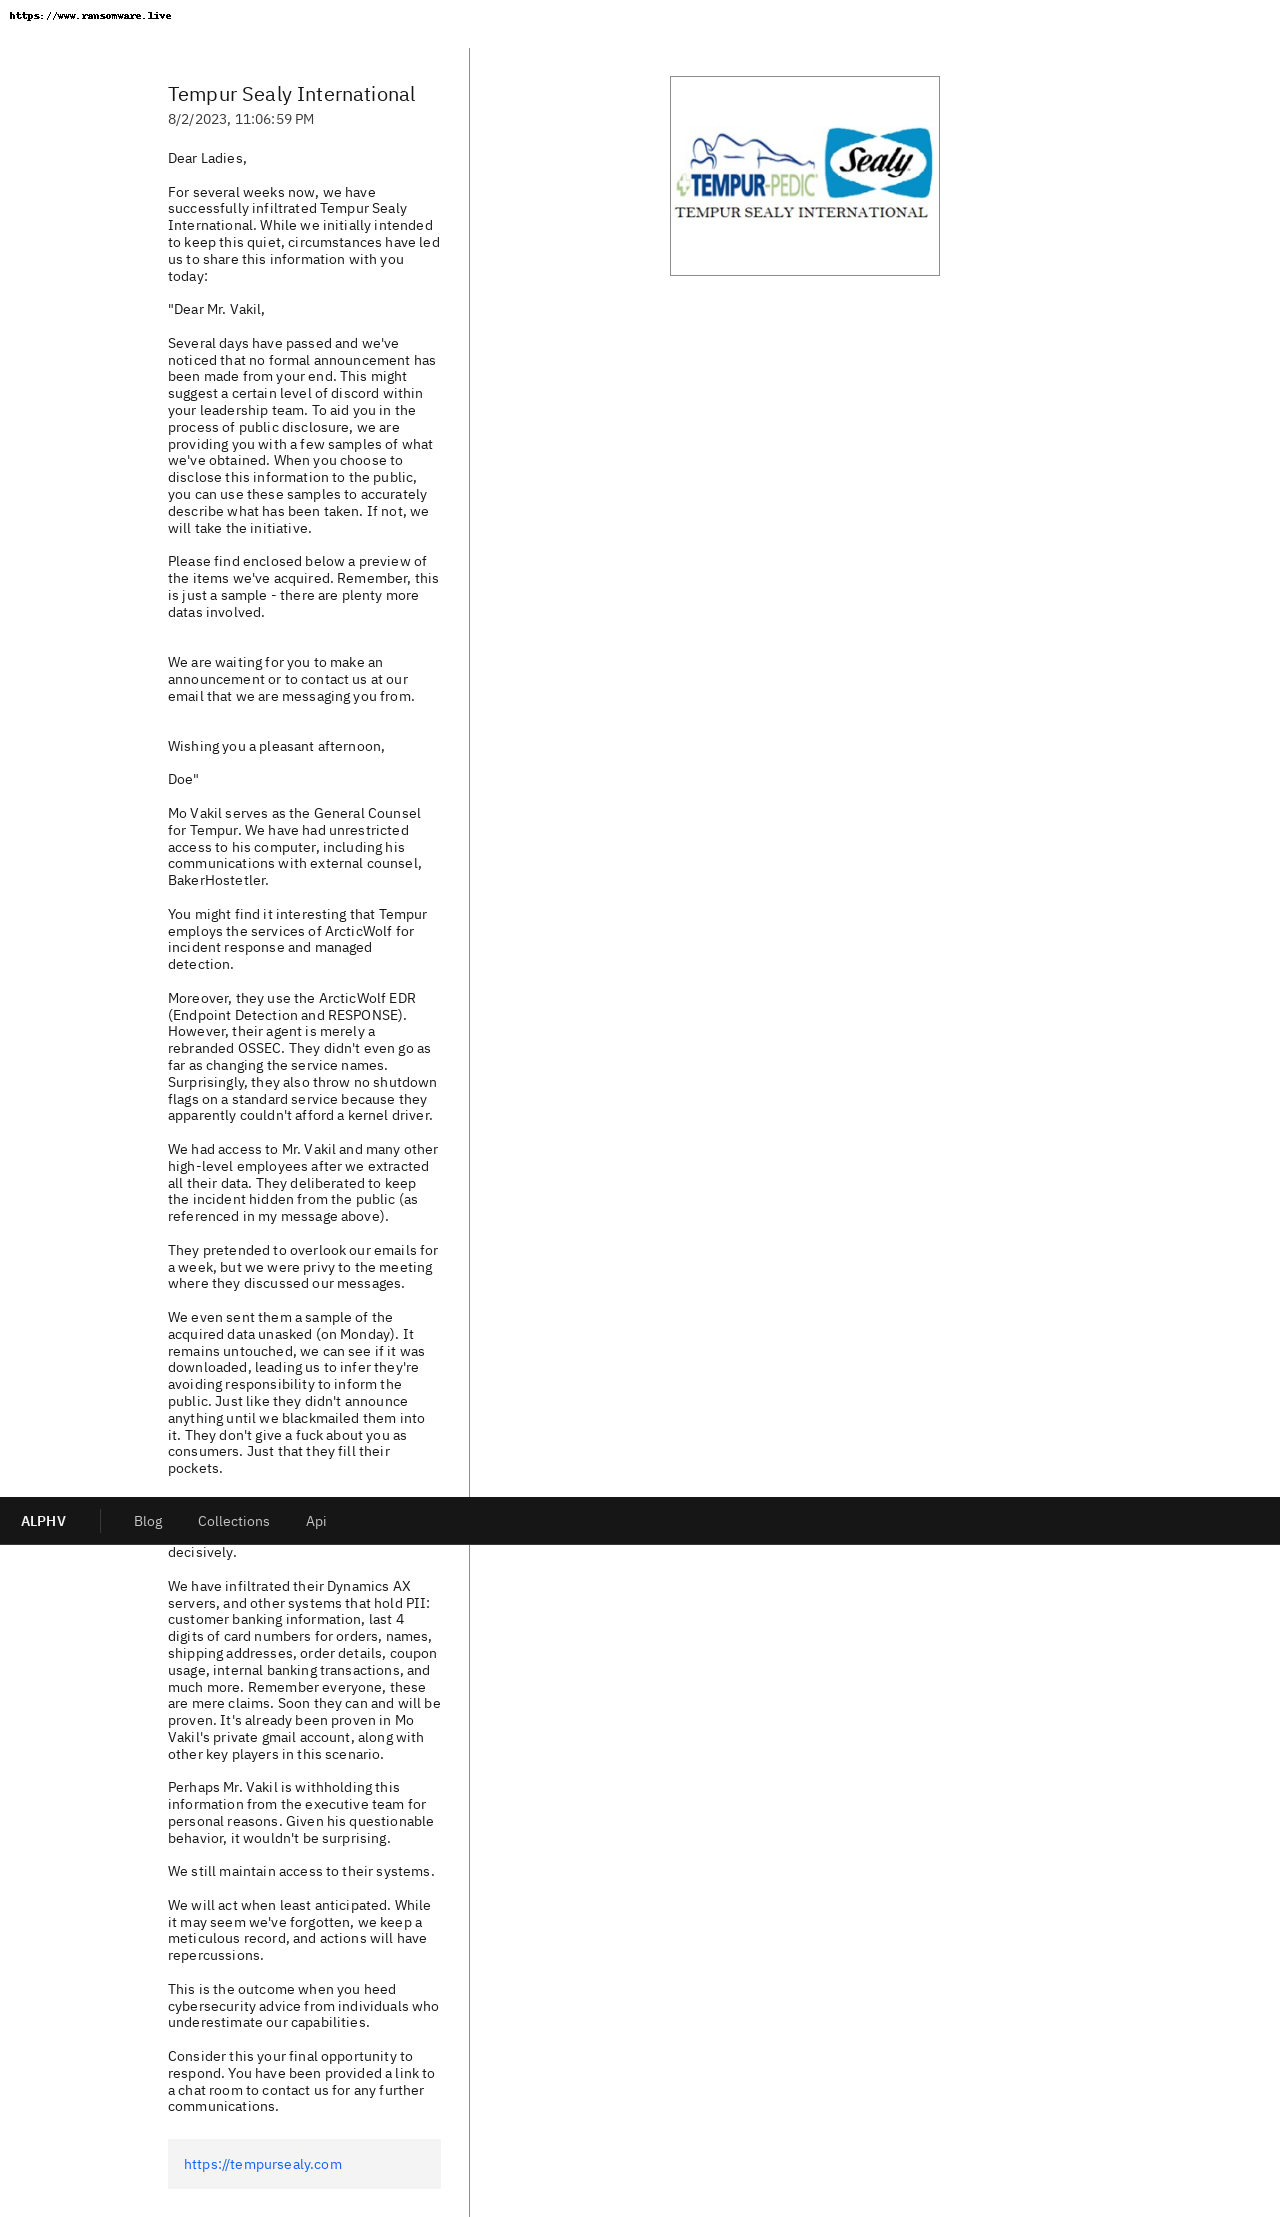 https://www.ransomware.live
Tempur Sealy International
8/2/2023, 11:06:59 PM
Dear Ladies,
For several weeks now, we have
successfully infiltrated Tempur Sealy
International. While we initially intended
to keep this quiet, circumstances have led
us to share this information with you
today:
"Dear Mr. Vakil,
Several days have passed and we've
noticed that no formal announcement has
been made from your end. This might
suggest a certain level of discord within
your leadership team. To aid you in the
process of public disclosure, we are
providing you with a few samples of what
we've obtained. When you choose to
disclose this information to the public,
you can use these samples to accurately
describe what has been taken. If not, we
will take the initiative.
Please find enclosed below a preview of
the items we've acquired. Remember, this
is just a sample - there are plenty more
datas involved.
We are waiting for you to make an
announcement or to contact us at our
email that we are messaging you from.
Wishing you a pleasant afternoon,
Doe"
Mo Vakil serves as the General Counsel
for Tempur. We have had unrestricted
access to his computer, including his
communications with external counsel,
BakerHostetler.
You might find it interesting that Tempur
employs the services of ArcticWolf for
incident response and managed
detection.
Moreover, they use the ArcticWolf EDR
(Endpoint Detection and RESPONSE).
However, their agent is merely a
rebranded OSSEC. They didn't even go as
far as changing the service names.
Surprisingly, they also throw no shutdown
flags on a standard service because they
apparently couldn't afford a kernel driver.
We had access to Mr. Vakil and many other
high-level employees after we extracted
all their data. They deliberated to keep
the incident hidden from the public (as
referenced in my message above).
They pretended to overlook our emails for
a week, but we were privy to the meeting
where they discussed our messages.
We even sent them a sample of the
acquired data unasked (on Monday). It
remains untouched, we can see if it was
downloaded, leading us to infer they're
avoiding responsibility to inform the
public. Just like they didn't announce
anything until we blackmailed them into
it. They don't give a fuck about you as
consumers. Just that they fill their
pockets.
ALPHV Blog Collections Api
decisively.
We have infiltrated their Dynamics AX
servers, and other systems that hold PII:
customer banking information, last 4
digits of card numbers for orders, names,
shipping addresses, order details, coupon
usage, internal banking transactions, and
much more. Remember everyone, these
are mere claims. Soon they can and will be
proven. It's already been proven in Mo
Vakil's private gmail account, along with
other key players in this scenario.
Perhaps Mr. Vakil is withholding this
information from the executive team for
personal reasons. Given his questionable
behavior, it wouldn't be surprising.
We still maintain access to their systems.
We will act when least anticipated. While
it may seem we've forgotten, we keep a
meticulous record, and actions will have
repercussions.
This is the outcome when you heed
cybersecurity advice from individuals who
underestimate our capabilities.
Consider this your final opportunity to
respond. You have been provided a link to
a chat room to contact us for any further
communications.
https://tempursealy.com
TEMPUR-PEDIC
Sealy
TEMPUR SEALY INTERNATIONAL